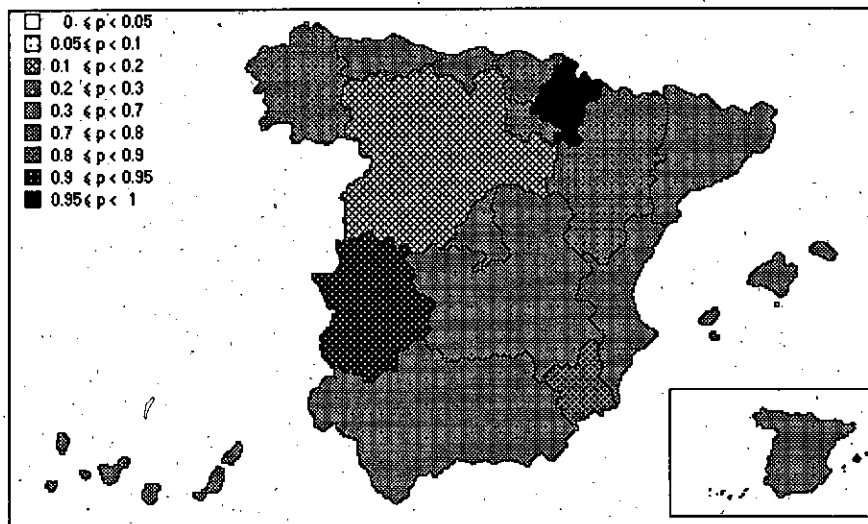 0 ≤ p < 0.05
0.05 ≤ p < 0.1
0.1 ≤ p < 0.2
0.2 ≤ p < 0.3
0.3 ≤ p < 0.7
0.7 ≤ p < 0.8
0.8 ≤ p < 0.9
0.9 ≤ p < 0.95
0.95 ≤ p < 1